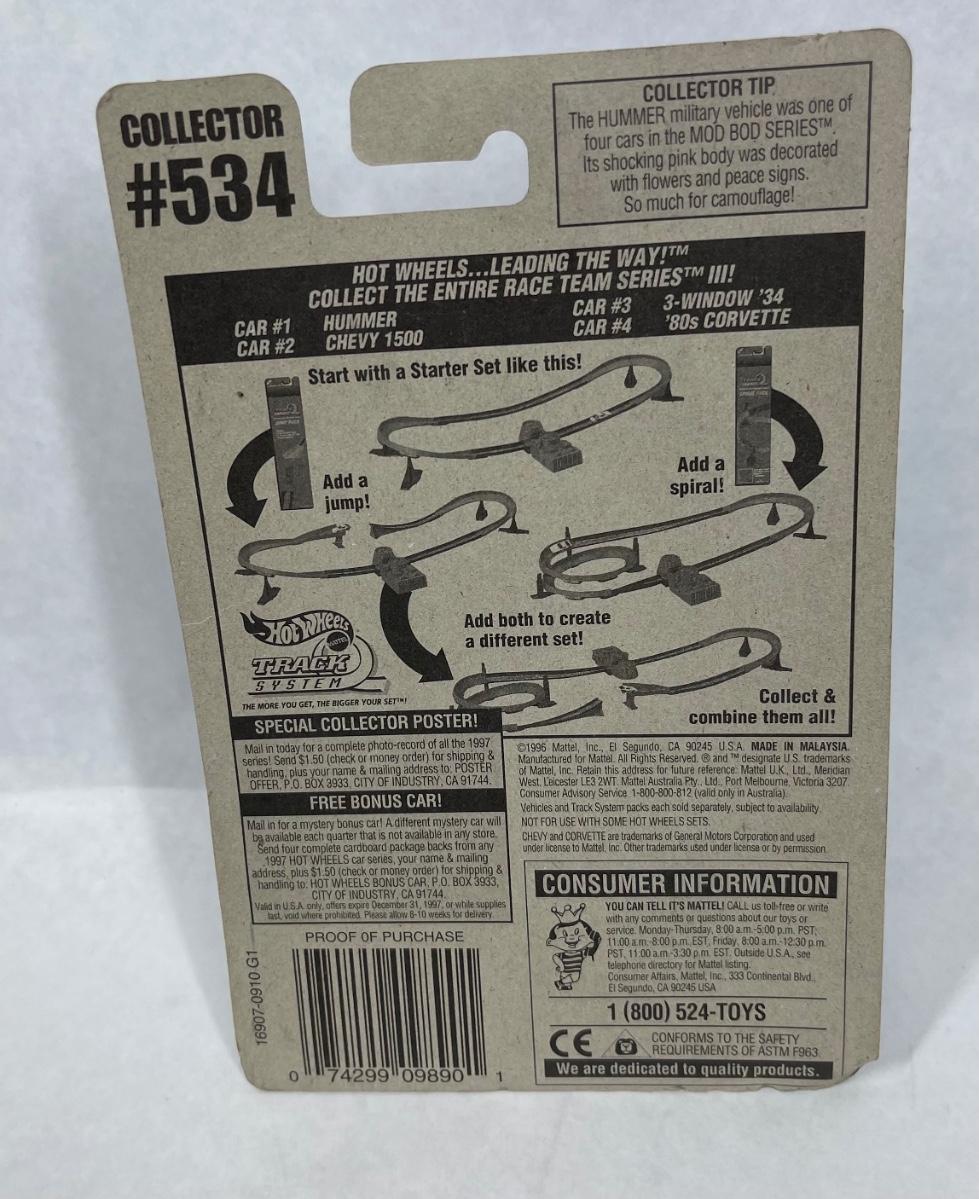 COLLECTOR
#534
COLLECTOR TIP
The HUMMER military vehicle was one of
four cars in the MOD BOD SERIES™.
Its shocking pink body was decorated
with flowers and peace signs.
So much for camouflage!
HOT WHEELS...LEADING THE WAY!™
COLLECT THE ENTIRE RACE TEAM SERIES™ III!
CAR #1 HUMMER
CAR #2 CHEVY 1500
CAR #3 3-WINDOW '34
CAR #4 '80s CORVETTE
Start with a Starter Set like this!
Add a
jump!
Add a
spiral!
Add both to create
a different set!
Collect &
combine them all!
Hot Wheels
MATTEL
TRACK
SYSTEM
THE MORE YOU GET, THE BIGGER YOUR SET™!
SPECIAL COLLECTOR POSTER!
Mail in today for a complete photo-record of all the 1997
series! Send $1.50 (check or money order) for shipping &
handling, plus your name & mailing address to: POSTER
OFFER, P.O. BOX 3933, CITY OF INDUSTRY, CA 91744.
FREE BONUS CAR!
Mail in for a mystery bonus car! A different mystery car will
be available each quarter that is not available in any store.
Send four complete cardboard package backs from any
1997 HOT WHEELS car series, your name & mailing
address, plus $1.50 (check or money order) for shipping &
handling to: HOT WHEELS BONUS CAR, P.O. BOX 3933,
CITY OF INDUSTRY, CA 91744.
Valid in U.S.A. only, offers expire December 31, 1997, or while supplies
last, void where prohibited. Please allow 8-10 weeks for delivery.
PROOF OF PURCHASE
16907-0910 G1
0 74299 09890 1
©1996 Mattel, Inc., El Segundo, CA 90245 U.S.A. MADE IN MALAYSIA.
Manufactured for Mattel. All Rights Reserved. ® and ™ designate U.S. trademarks
of Mattel, Inc. Retain this address for future reference: Mattel U.K., Ltd., Meridian
West, Leicester LE3 2WT. Mattel Australia Pty., Ltd., Port Melbourne, Victoria 3207.
Consumer Advisory Service 1-800-800-812 (valid only in Australia).
Vehicles and Track System packs each sold separately, subject to availability.
NOT FOR USE WITH SOME HOT WHEELS SETS.
CHEVY and CORVETTE are trademarks of General Motors Corporation and used
under license to Mattel, Inc. Other trademarks used under license or by permission.
CONSUMER INFORMATION
YOU CAN TELL IT'S MATTEL! CALL us toll-free or write
with any comments or questions about our toys or
service. Monday-Thursday, 8:00 a.m.-5:00 p.m. PST;
11:00 a.m.-8:00 p.m. EST; Friday, 8:00 a.m.-12:30 p.m.
PST, 11:00 a.m.-3:30 p.m. EST. Outside U.S.A., see
telephone directory for Mattel listing.
Consumer Affairs, Mattel, Inc., 333 Continental Blvd.,
El Segundo, CA 90245 USA
1 (800) 524-TOYS
CE
CONFORMS TO THE SAFETY
REQUIREMENTS OF ASTM F963.
We are dedicated to quality products.